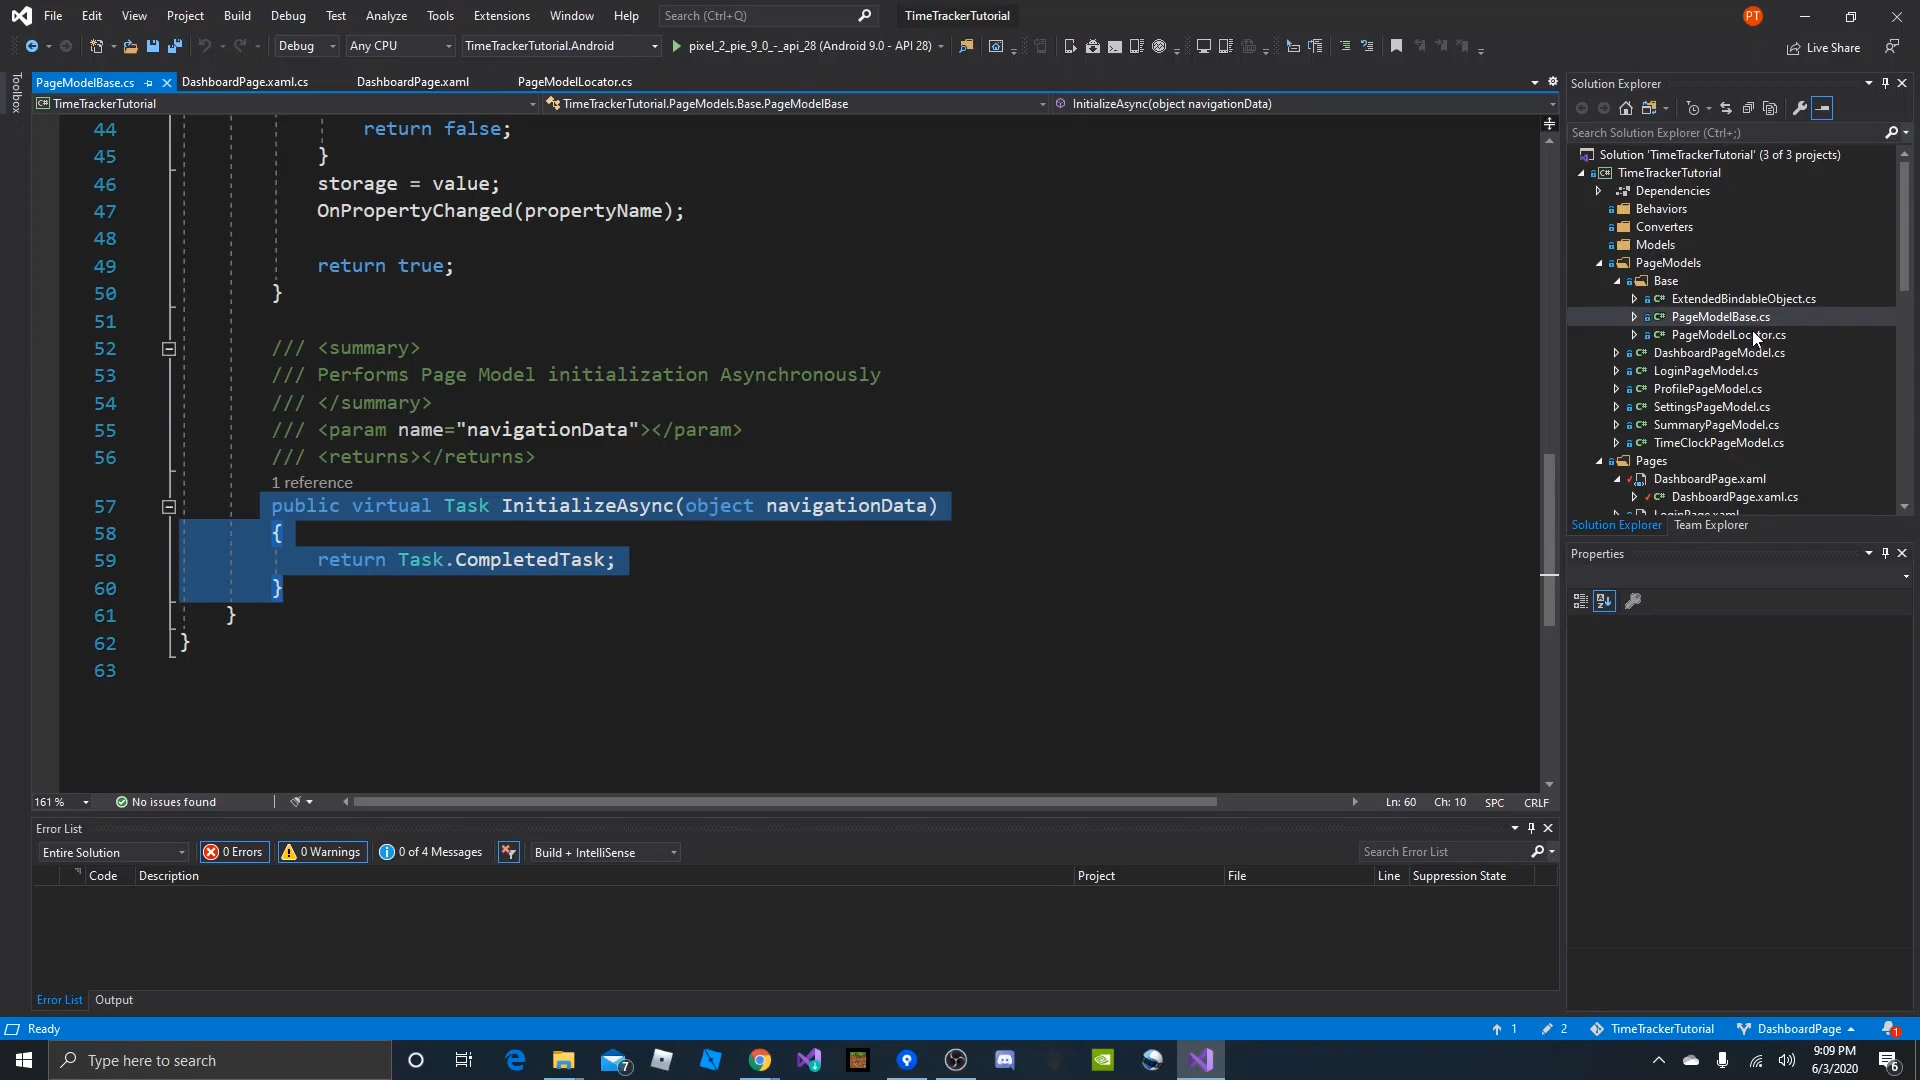 File Edit View Project Build Debug Test Analyze Tools Extensions Window Help Search (Ctrl+Q) TimeTrackerTutorial PT
Debug Any CPU TimeTrackerTutorial.Android pixel_2_pie_9_0_-_api_28 (Android 9.0 - API 28) Live Share
Toolbox
PageModelBase.cs DashboardPage.xaml.cs DashboardPage.xaml PageModelLocator.cs
TimeTrackerTutorial TimeTrackerTutorial.PageModels.Base.PageModelBase InitializeAsync(object navigationData)
44 return false;
45 }
46 storage = value;
47 OnPropertyChanged(propertyName);
48
49 return true;
50 }
51
52 /// <summary>
53 /// Performs Page Model initialization Asynchronously
54 /// </summary>
55 /// <param name="navigationData"></param>
56 /// <returns></returns>
1 reference
57 public virtual Task InitializeAsync(object navigationData)
58 {
59 return Task.CompletedTask;
60 }
61 }
62 }
63
161 % No issues found Ln: 60 Ch: 10 SPC CRLF
Error List
Entire Solution 0 Errors 0 Warnings 0 of 4 Messages Build + IntelliSense Search Error List
Code Description Project File Line Suppression State
Error List Output
Solution Explorer
Search Solution Explorer (Ctrl+;)
Solution 'TimeTrackerTutorial' (3 of 3 projects)
TimeTrackerTutorial
Dependencies
Behaviors
Converters
Models
PageModels
Base
ExtendedBindableObject.cs
PageModelBase.cs
PageModelLocator.cs
DashboardPageModel.cs
LoginPageModel.cs
ProfilePageModel.cs
SettingsPageModel.cs
SummaryPageModel.cs
TimeClockPageModel.cs
Pages
DashboardPage.xaml
DashboardPage.xaml.cs
LoginPage.xaml
Solution Explorer Team Explorer
Properties
Ready 1 2 TimeTrackerTutorial DashboardPage 1
Type here to search 7 9:09 PM
6/3/2020 6